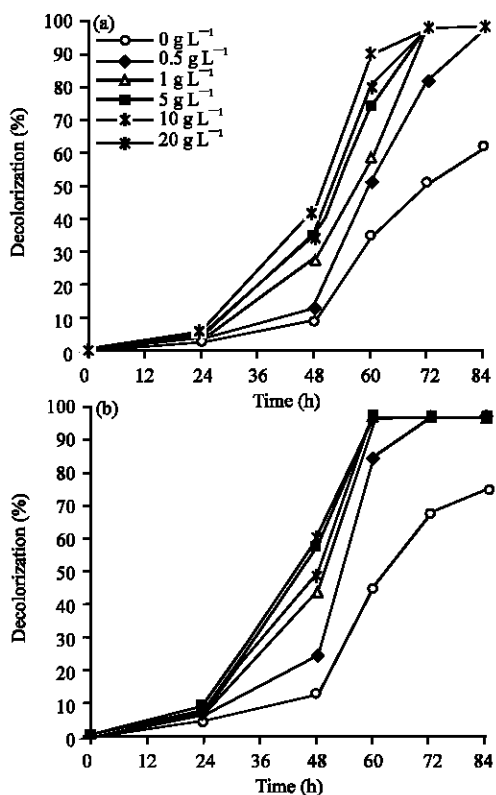 (a)
0 g L⁻¹
0.5 g L⁻¹
1 g L⁻¹
5 g L⁻¹
10 g L⁻¹
20 g L⁻¹
Decolorization (%)
100
90
80
70
60
50
40
30
20
10
0
0 12 24 36 48 60 72 84
Time (h)
(b)
Decolorization (%)
100
90
80
70
60
50
40
30
20
10
0
0 12 24 36 48 60 72 84
Time (h)